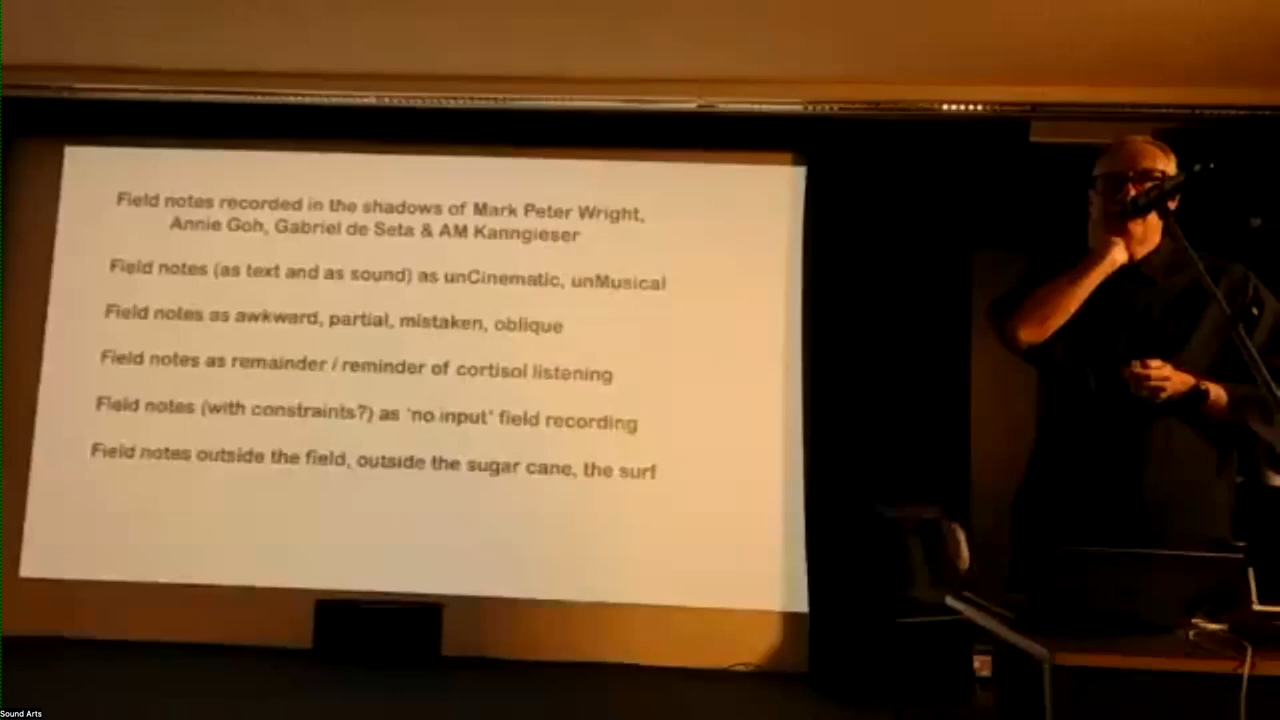 Field notes recorded in the shadows of Mark Peter Wright,
Annie Goh, Gabriel de Seta & AM Kanngieser
Field notes (as text and as sound) as unCinematic, unMusical
Field notes as awkward, partial, mistaken, oblique
Field notes as remainder / reminder of cortisol listening
Field notes (with constraints?) as 'no input' field recording
Field notes outside the field, outside the sugar cane, the surf
Sound Arts